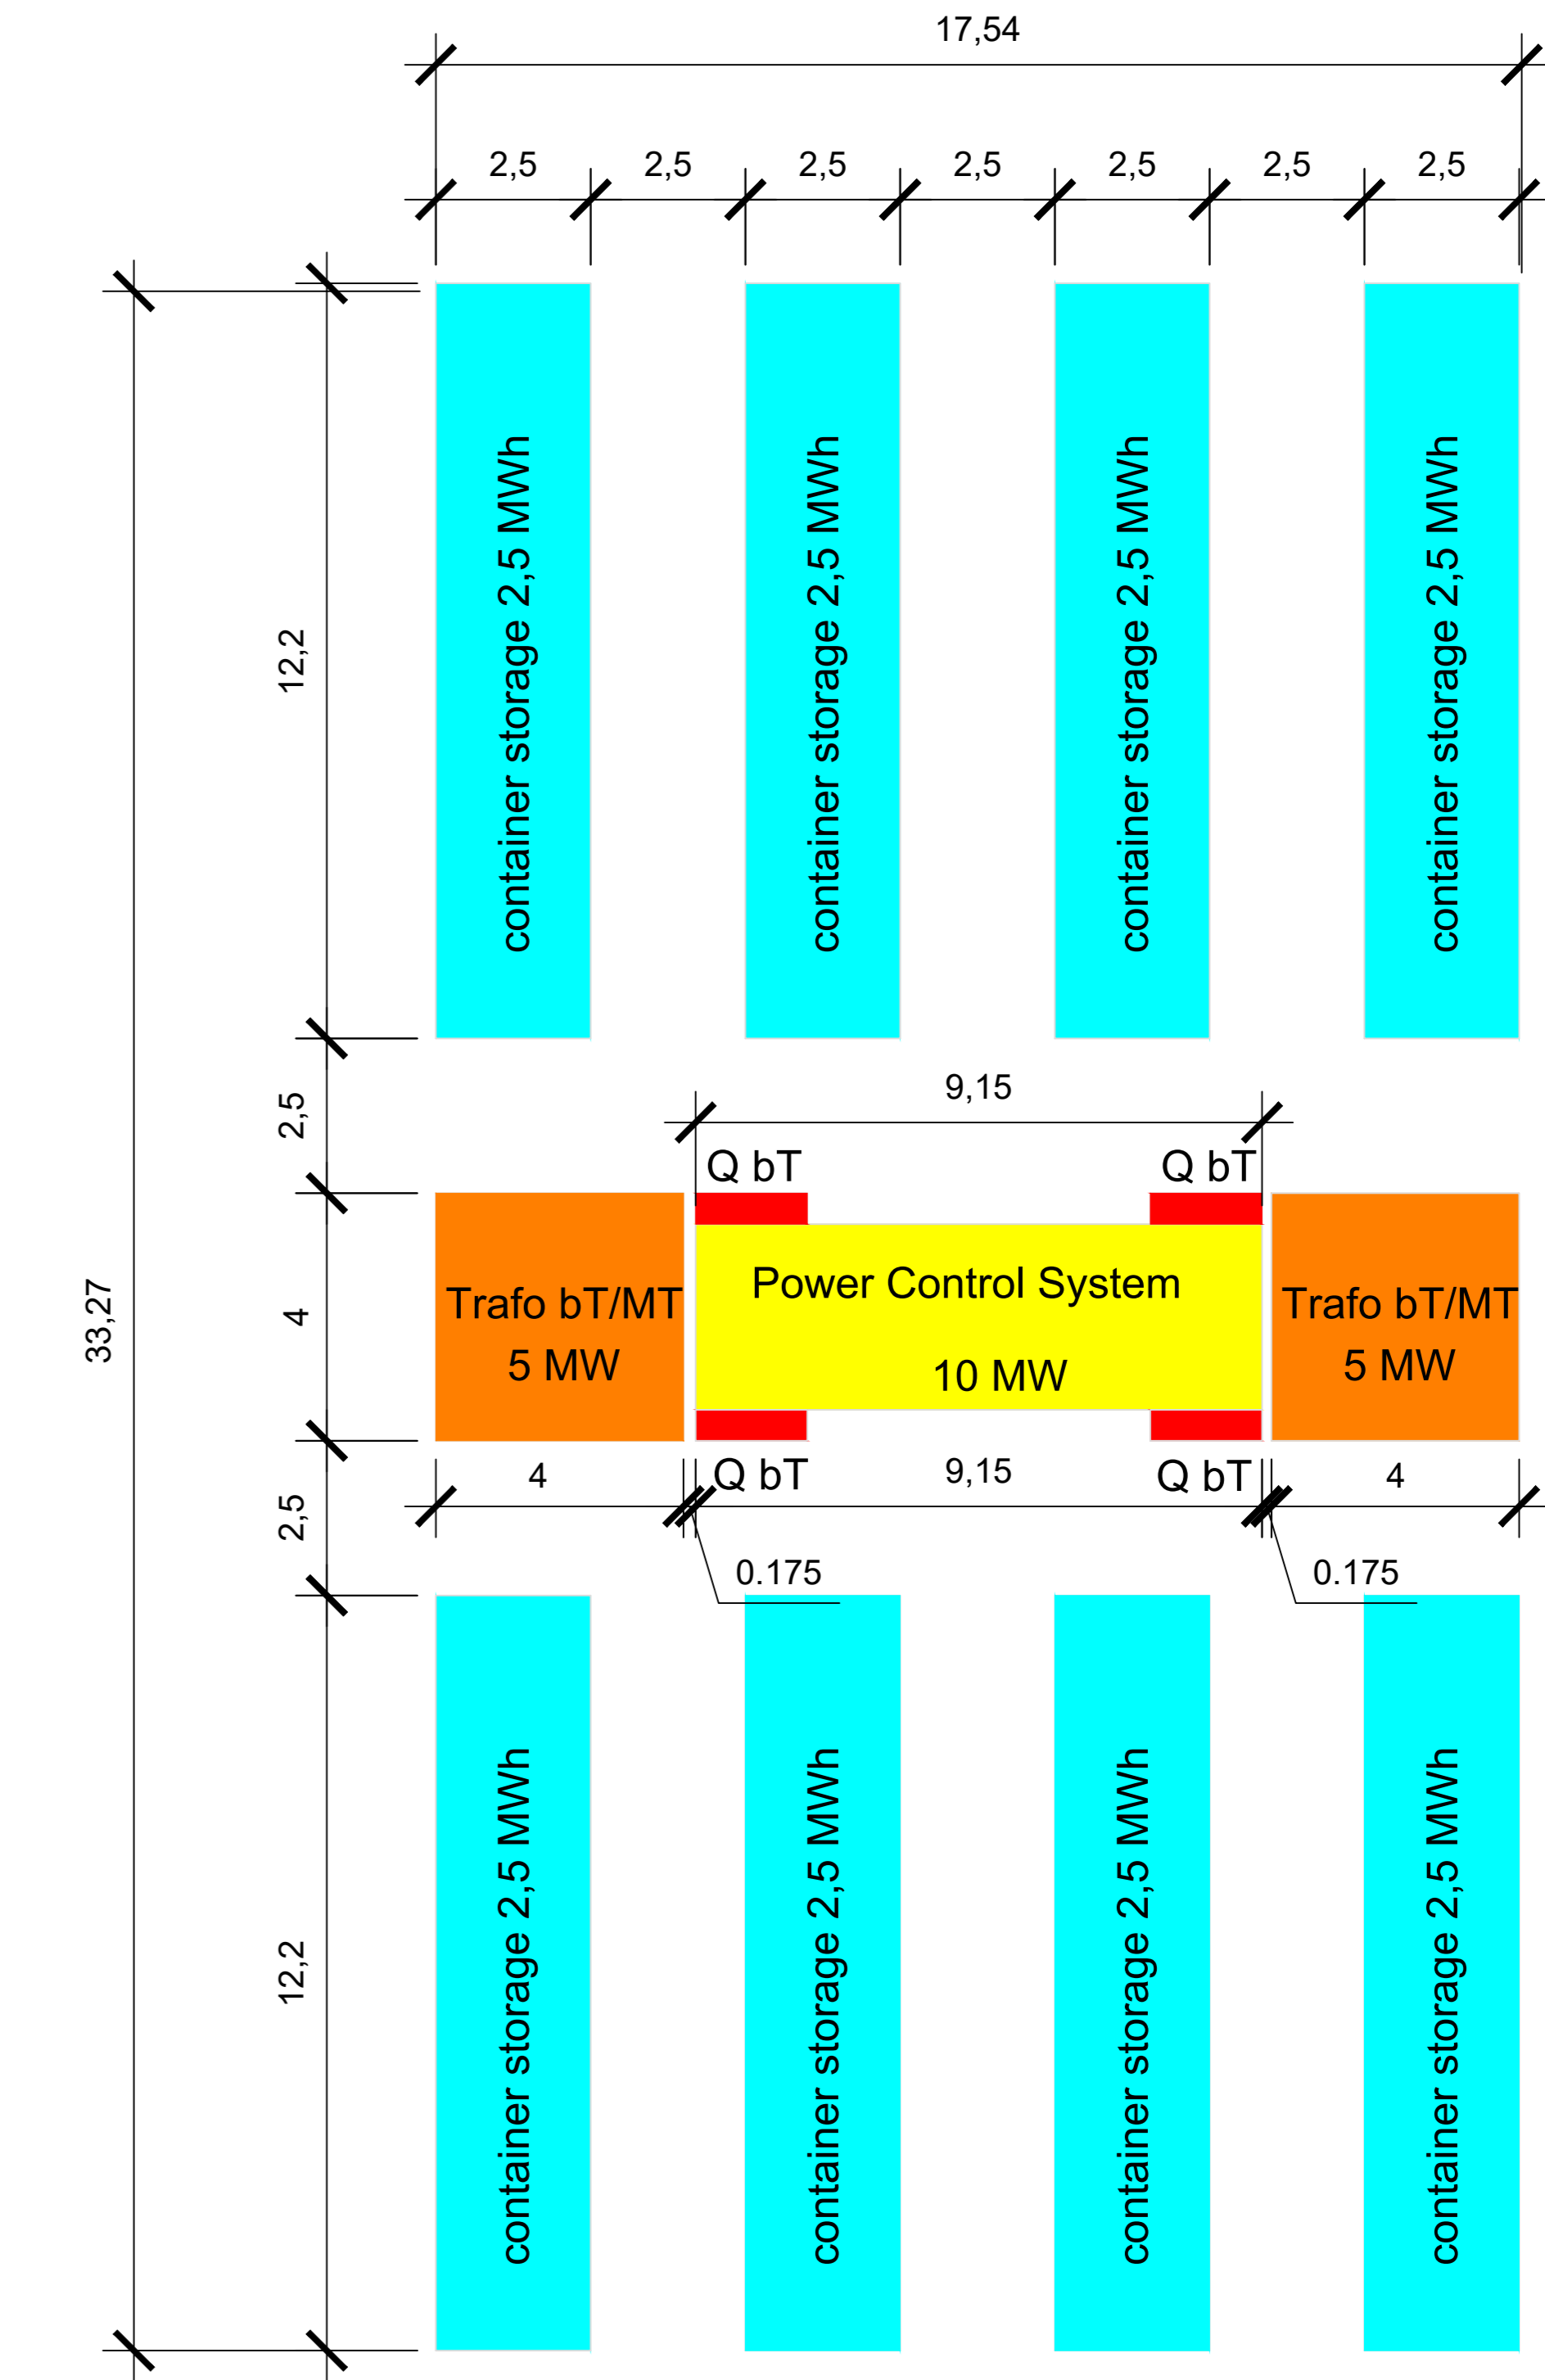 17,54
2,5
2,5
2,5
2,5
2,5
2,5
2,5
12,2
container storage 2,5 MWh
container storage 2,5 MWh
container storage 2,5 MWh
container storage 2,5 MWh
2,5
9,15
Q bT
Q bT
33,27
4
Trafo bT/MT
5 MW
Power Control System
10 MW
Trafo bT/MT
5 MW
2,5
4
Q bT
9,15
Q bT
4
0.175
0.175
12,2
container storage 2,5 MWh
container storage 2,5 MWh
container storage 2,5 MWh
container storage 2,5 MWh